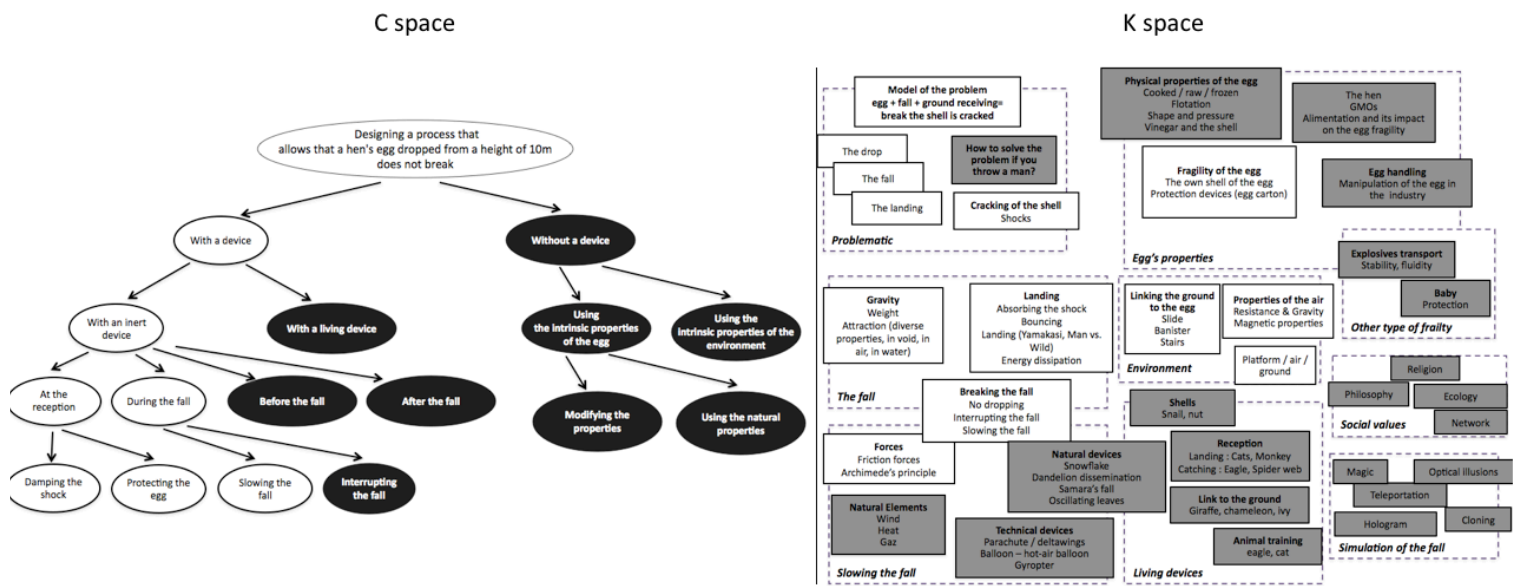 C space
K space
Designing a process that
allows that a hen's egg dropped from a height of 10m
does not break
With a device
Without a device
With an inert
device
With a living device
Using
the intrinsic properties
of the egg
Using the
intrinsic properties of the
environment
At the
reception
During the fall
Before the fall
After the fall
Modifying the
properties
Using the natural
properties
Damping the
shock
Protecting the
egg
Slowing the
fall
Interrupting
the fall
Model of the problem
egg + fall + ground receiving=
break the shell is cracked
The drop
The fall
The landing
How to solve the
problem if you
throw a man?
Cracking of the shell
Shocks
Problematic
Physical properties of the egg
Cooked / raw / frozen
Flotation
Shape and pressure
Vinegar and the shell
The hen
GMOs
Alimentation and its impact
on the egg fragility
Fragility of the egg
The own shell of the egg
Protection devices (egg carton)
Egg handling
Manipulation of the egg in
the industry
Egg's properties
Explosives transport
Stability, fluidity
Baby
Protection
Other type of frailty
Gravity
Weight
Attraction (diverse
properties, in void, in
air, in water)
Landing
Absorbing the shock
Bouncing
Landing (Yamakasi, Man vs.
Wild)
Energy dissipation
Breaking the fall
No dropping
Interrupting the fall
Slowing the fall
The fall
Linking the ground
to the egg
Slide
Banister
Stairs
Properties of the air
Resistance & Gravity
Magnetic properties
Platform / air /
ground
Environment
Religion
Philosophy
Ecology
Network
Social values
Forces
Friction forces
Archimede's principle
Natural Elements
Wind
Heat
Gaz
Natural devices
Snowflake
Dandelion dissemination
Samara's fall
Oscillating leaves
Technical devices
Parachute / deltawings
Balloon – hot-air balloon
Gyropter
Slowing the fall
Shells
Snail, nut
Reception
Landing : Cats, Monkey
Catching : Eagle, Spider web
Link to the ground
Giraffe, chameleon, ivy
Animal training
eagle, cat
Living devices
Magic
Optical illusions
Teleportation
Hologram
Cloning
Simulation of the fall